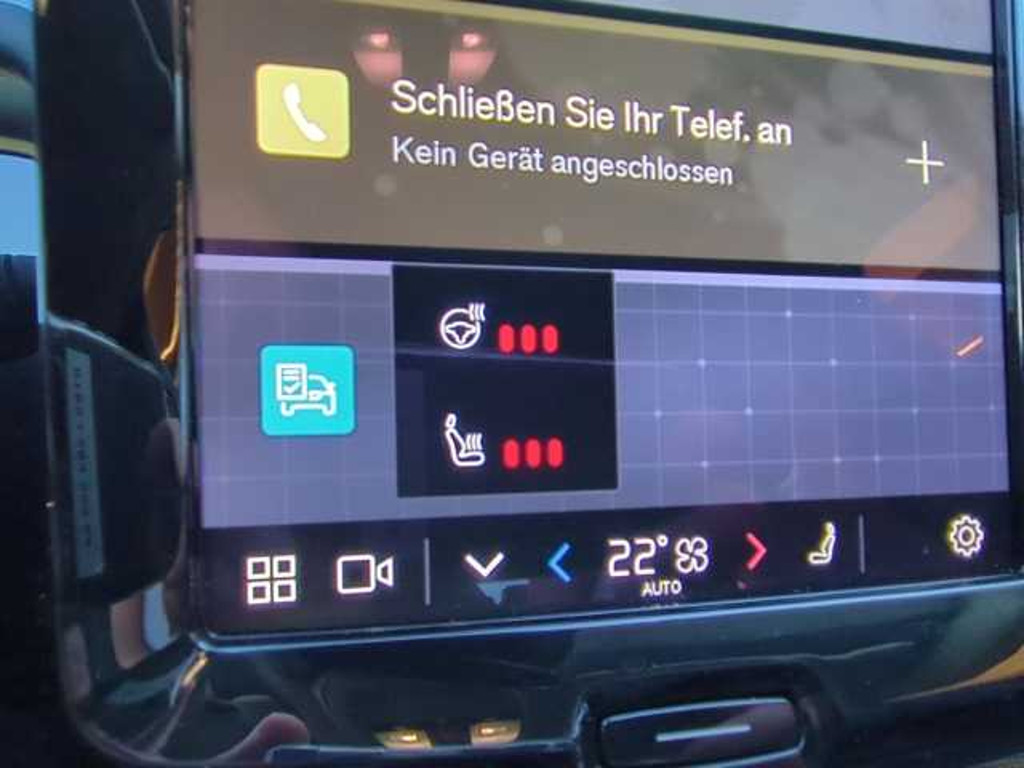 Schließen Sie Ihr Telef. an
Kein Gerät angeschlossen
22°
AUTO